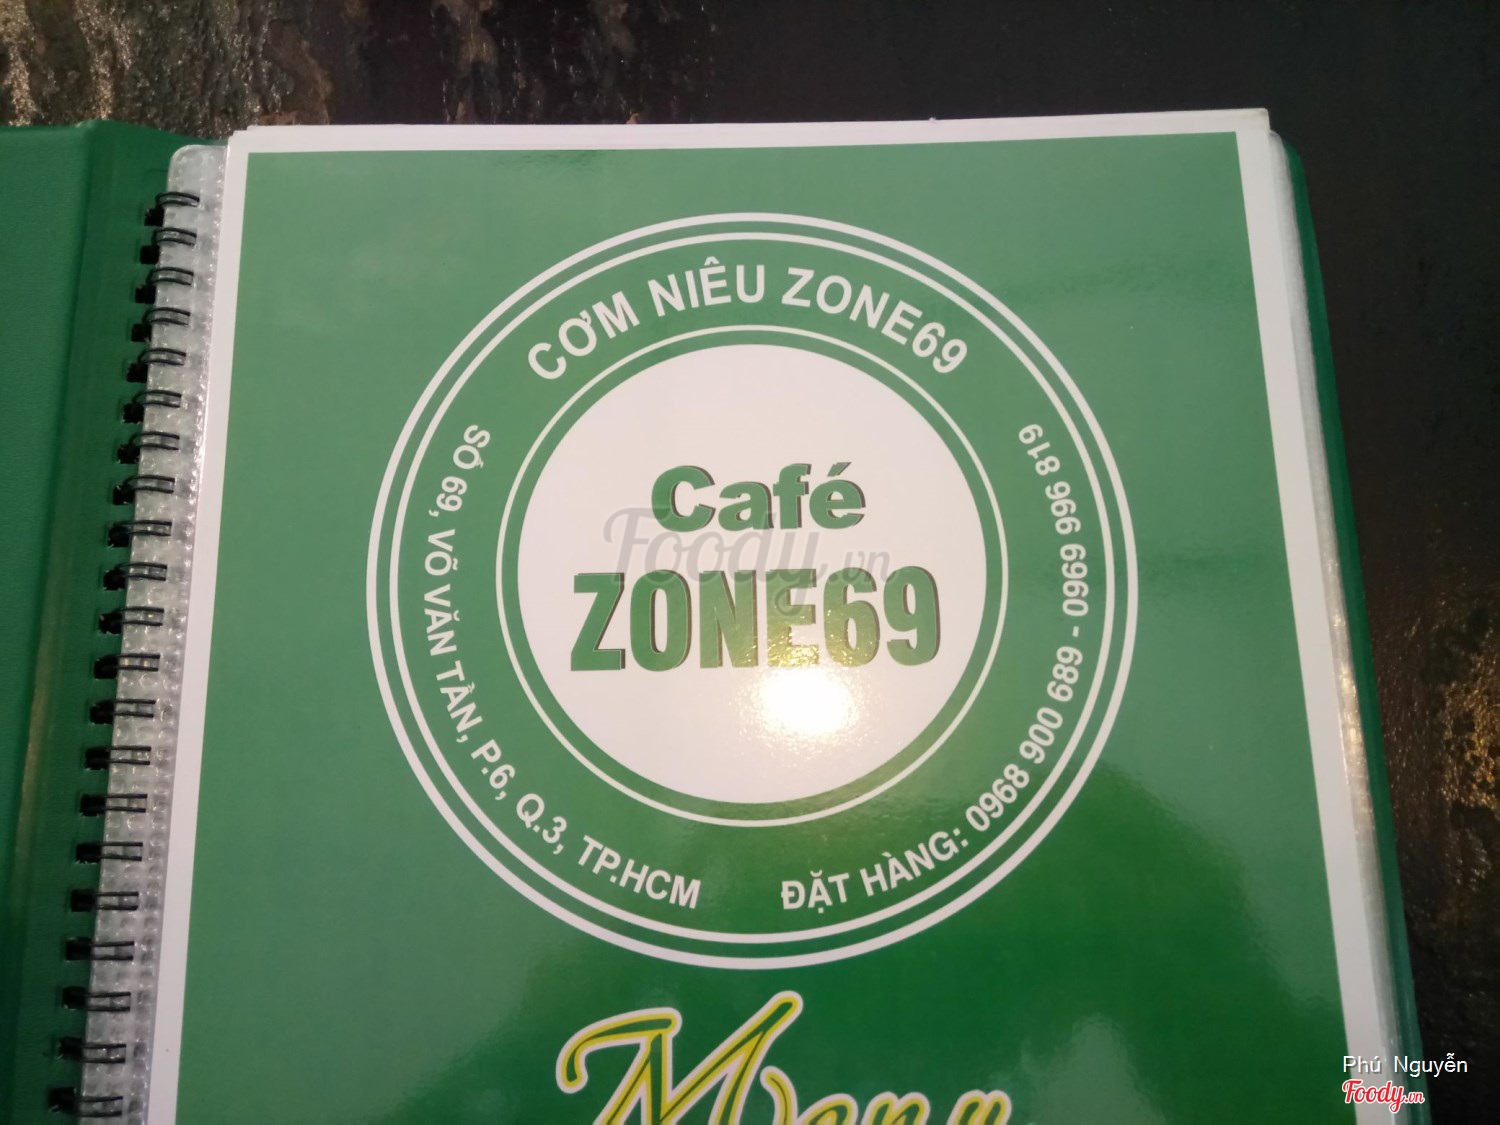 CƠM NIÊU ZONE69
Café
ZONE69
SỐ 69, VÕ VĂN TẦN, P.6, Q.3, TP.HCM
ĐẶT HÀNG: 0968 900 689 - 0969 996 819
Menu
Foody.vn
Phú Nguyễn
Foody.vn